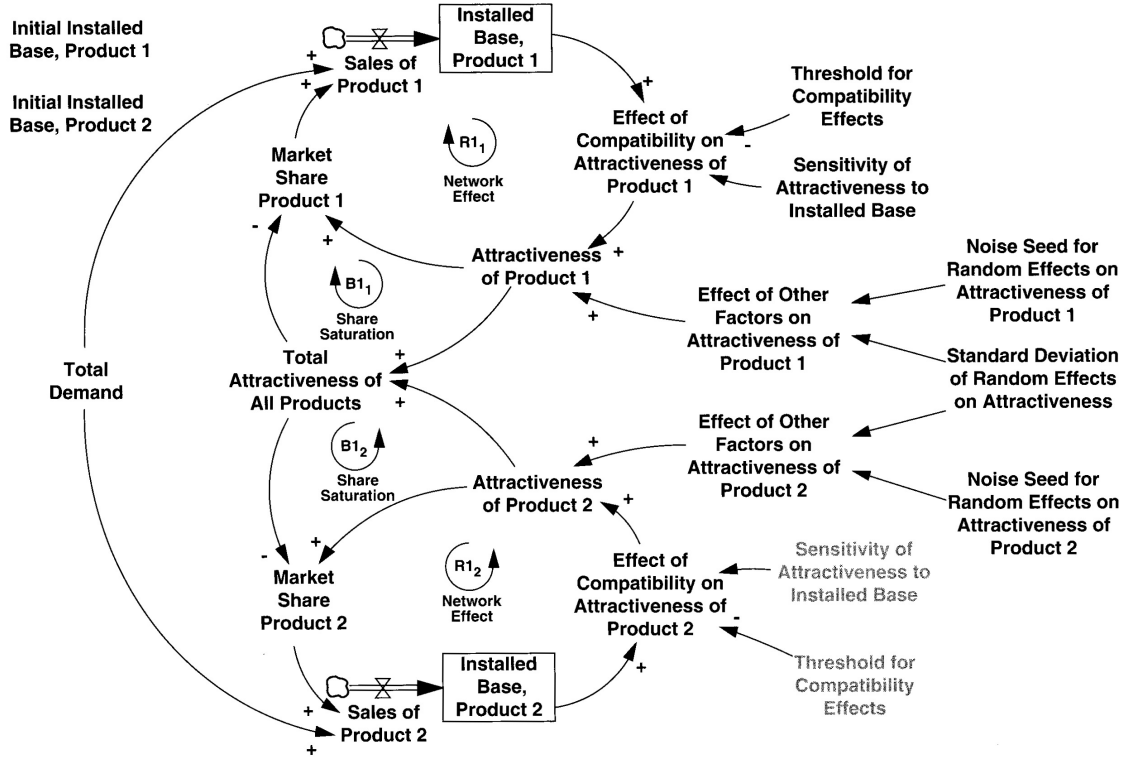 Initial Installed
Base, Product 1
Initial Installed
Base, Product 2
+
+
Sales of
Product 1
Installed
Base,
Product 1
+
Effect of
Compatibility on
Attractiveness of
Product 1
Threshold for
Compatibility
Effects
-
Sensitivity of
Attractiveness to
Installed Base
R1₁
Network
Effect
Market
Share
Product 1
-
+
+
Attractiveness
of Product 1
+
B1₁
Share
Saturation
Effect of Other
Factors on
Attractiveness of
Product 1
Noise Seed for
Random Effects on
Attractiveness of
Product 1
Total
Demand
Total
Attractiveness of
All Products
+
+
Standard Deviation
of Random Effects
on Attractiveness
B1₂
Share
Saturation
+
Attractiveness
of Product 2
+
Effect of Other
Factors on
Attractiveness of
Product 2
Noise Seed for
Random Effects on
Attractiveness of
Product 2
-
+
Market
Share
Product 2
R1₂
Network
Effect
Effect of
Compatibility on
Attractiveness of
Product 2
Sensitivity of
Attractiveness to
Installed Base
-
Threshold for
Compatibility
Effects
+
+
+
Sales of
Product 2
Installed
Base,
Product 2